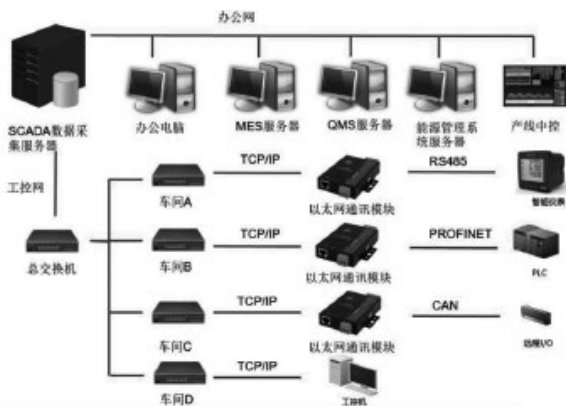 办公网
SCADA数据采
集服务器
办公电脑
MES服务器
QMS服务器
能源管理系
统服务器
产线中控
工控网
总交换机
TCP/IP
RS485
车间A
以太网通讯模块
智能仪表
TCP/IP
PROFINET
车间B
以太网通讯模块
PLC
TCP/IP
CAN
车间C
以太网通讯模块
远程I/O
TCP/IP
车间D
工控机